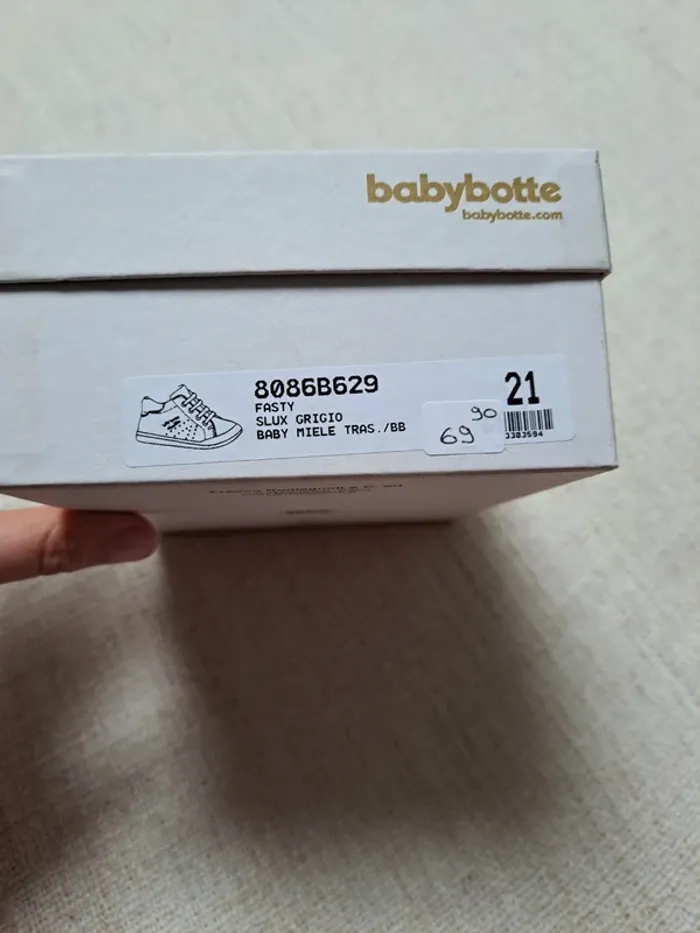 babybotte
babybotte.com
8086B629
FASTY
SLUX GRIGIO
BABY MIELE TRAS./BB
21
69 90